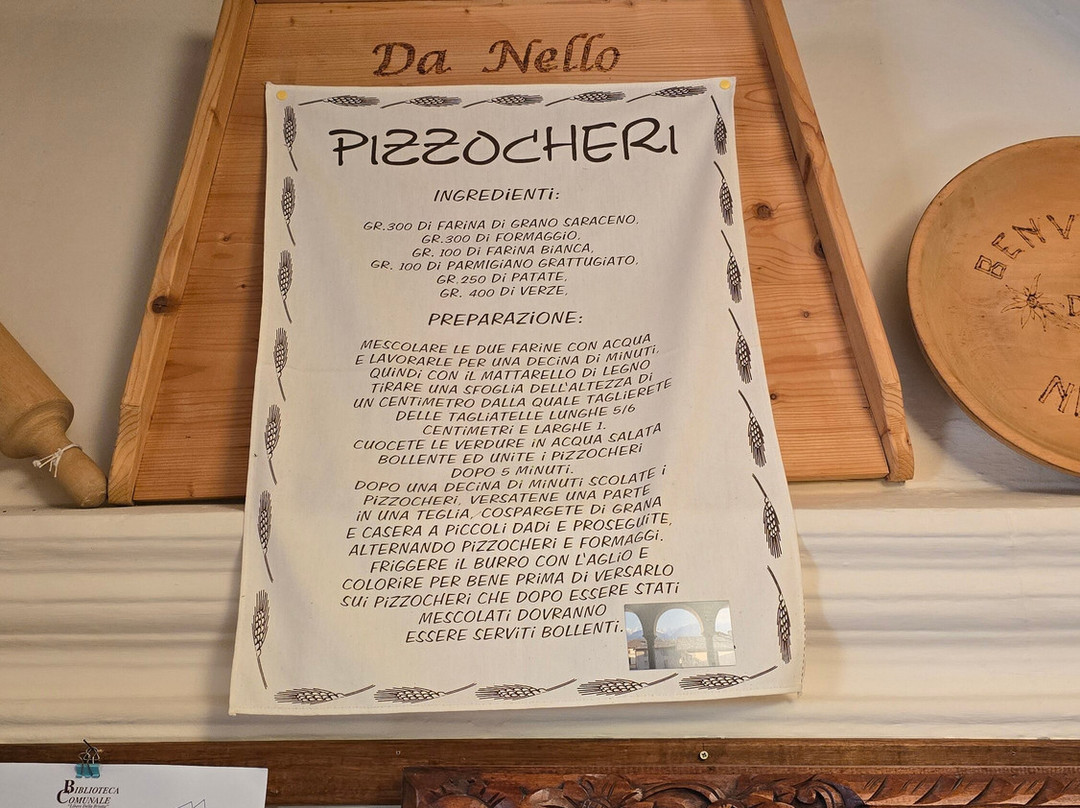 Da Nello
PIZZOCHERI
INGREDIENTI:
GR.300 DI FARINA DI GRANO SARACENO,
GR.300 DI FORMAGGIO,
GR. 100 DI FARINA BIANCA,
GR. 100 DI PARMIGIANO GRATTUGIATO,
GR.250 DI PATATE,
GR. 400 DI VERZE,
PREPARAZIONE:
MESCOLARE LE DUE FARINE CON ACQUA
E LAVORARLE PER UNA DECINA DI MINUTI,
QUINDI CON IL MATTARELLO DI LEGNO
TIRARE UNA SFOGLIA DELL'ALTEZZA DI
UN CENTIMETRO DALLA QUALE TAGLIERETE
DELLE TAGLIATELLE LUNGHE 5/6
CENTIMETRI E LARGHE 1.
CUOCETE LE VERDURE IN ACQUA SALATA
BOLLENTE ED UNITE I PIZZOCHERI
DOPO 5 MINUTI.
DOPO UNA DECINA DI MINUTI SCOLATE I
PIZZOCHERI, VERSATENE UNA PARTE
IN UNA TEGLIA, COSPARGETE DI GRANA
E CASERA A PICCOLI DADI E PROSEGUITE,
ALTERNANDO PIZZOCHERI E FORMAGGI.
FRIGGERE IL BURRO CON L'AGLIO E
COLORIRE PER BENE PRIMA DI VERSARLO
SUI PIZZOCHERI CHE DOPO ESSERE STATI
MESCOLATI DOVRANNO
ESSERE SERVITI BOLLENTI.
BENV
D
NE
BIBLIOTECA
COMUNALE